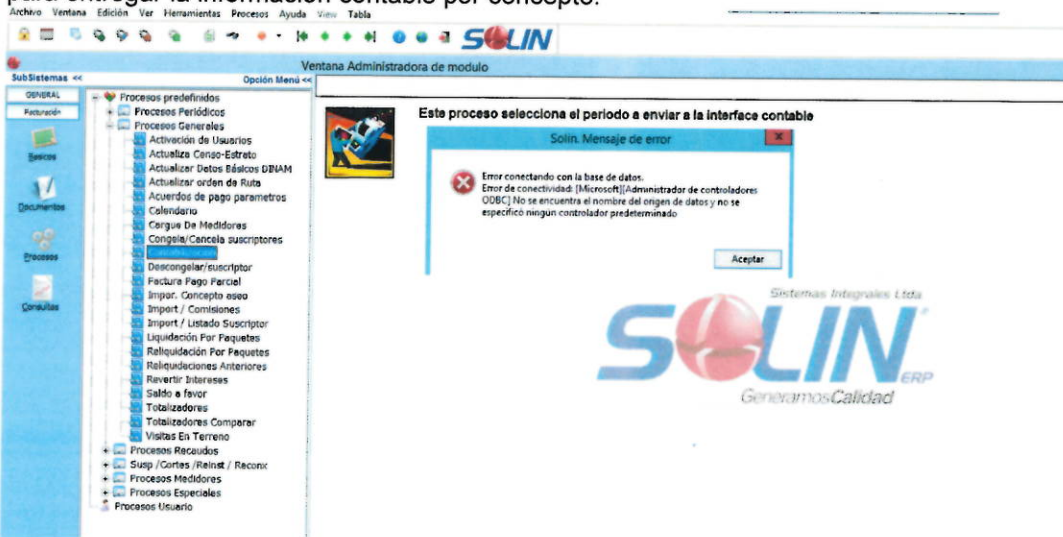 para entregar la información contable por concepto.
Archivo Ventana Edición Ver Herramientas Procesos Ayuda View Tabla
SOLIN
Ventana Administradora de modulo
SubSistemas <<
Opción Menú <<
GENERAL
Facturación
Básicos
Documentos
Procesos
Consultas
Procesos predefinidos
Procesos Periódicos
Procesos Generales
Activación de Usuarios
Actualiza Censo-Estrato
Actualizar Datos Básicos DINAM
Actualizar orden de Ruta
Acuerdos de pago parametros
Calendario
Cargue De Medidores
Congela/Cancela suscriptores
Descongelar/suscriptor
Factura Pago Parcial
Impor. Concepto aseo
Import / Comisiones
Import / Listado Suscriptor
Liquidación Por Paquetes
Reliquidación Por Paquetes
Reliquidaciones Anteriores
Revertir Intereses
Saldo a favor
Totalizadores
Totalizadores Comparar
Visitas En Terreno
Procesos Recaudos
Susp /Cortes /Reinst / Reconx
Procesos Medidores
Procesos Especiales
Procesos Usuario
Este proceso selecciona el periodo a enviar a la interface contable
Solin. Mensaje de error
Error conectando con la base de datos.
Error de conectividad: [Microsoft][Administrador de controladores
ODBC] No se encuentra el nombre del origen de datos y no se
especificó ningún controlador predeterminado
Aceptar
Sistemas Integrales Ltda
SOLIN
ERP
GeneramosCalidad